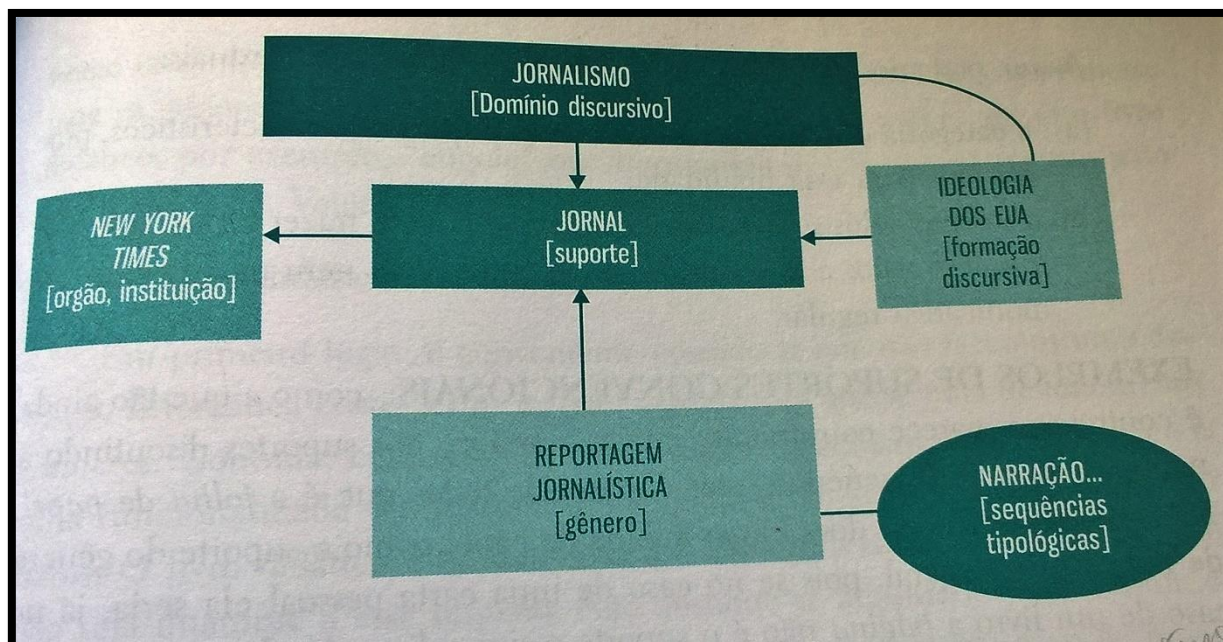 JORNALISMO
[Domínio discursivo]
NEW YORK
TIMES
[orgão, instituição]
JORNAL
[suporte]
IDEOLOGIA
DOS EUA
[formação
discursiva]
REPORTAGEM
JORNALÍSTICA
[gênero]
NARRAÇÃO...
[sequências
tipológicas]